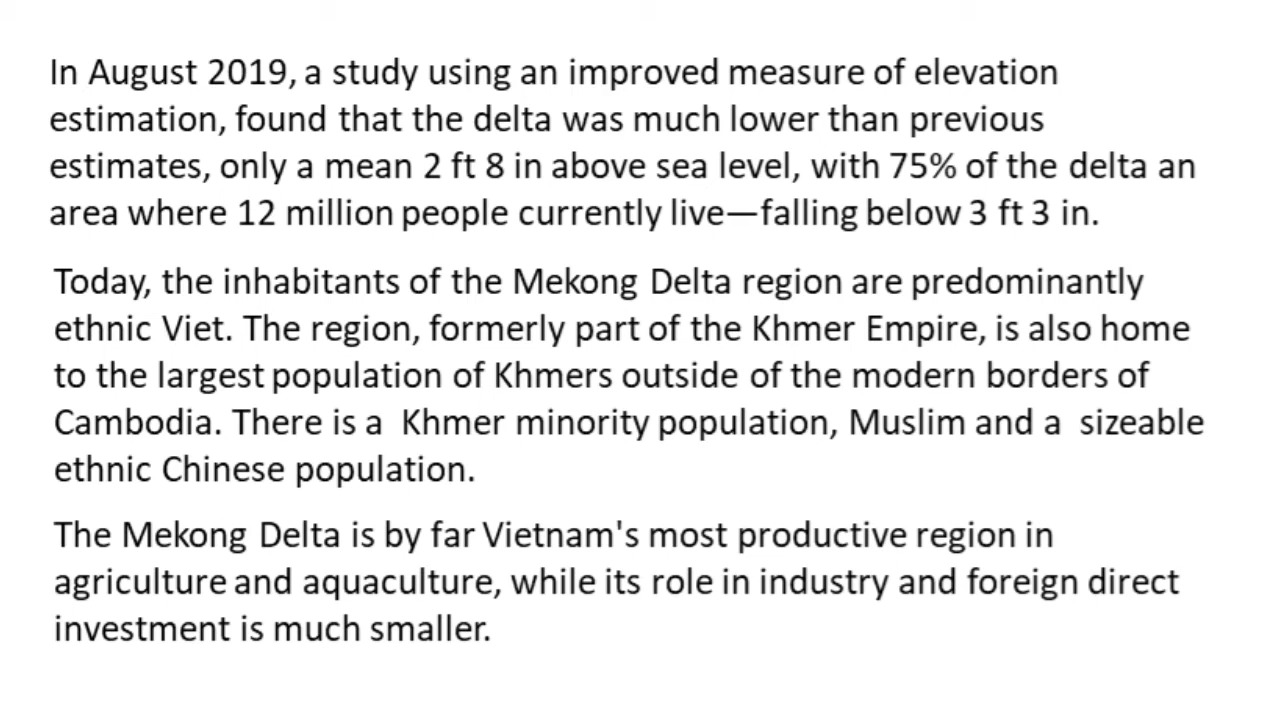 In August 2019, a study using an improved measure of elevation
estimation, found that the delta was much lower than previous
estimates, only a mean 2 ft 8 in above sea level, with 75% of the delta an
area where 12 million people currently live—falling below 3 ft 3 in.
Today, the inhabitants of the Mekong Delta region are predominantly
ethnic Viet. The region, formerly part of the Khmer Empire, is also home
to the largest population of Khmers outside of the modern borders of
Cambodia. There is a  Khmer minority population, Muslim and a  sizeable
ethnic Chinese population.
The Mekong Delta is by far Vietnam's most productive region in
agriculture and aquaculture, while its role in industry and foreign direct
investment is much smaller.